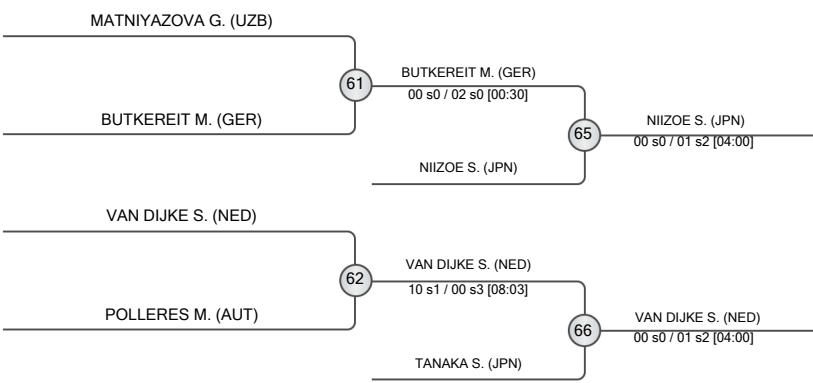 MATNIYAZOVA G. (UZB)
61
BUTKEREIT M. (GER)
00 s0 / 02 s0 [00:30]
BUTKEREIT M. (GER)
65
NIIZOE S. (JPN)
00 s0 / 01 s2 [04:00]
NIIZOE S. (JPN)
VAN DIJKE S. (NED)
62
VAN DIJKE S. (NED)
10 s1 / 00 s3 [08:03]
POLLERES M. (AUT)
66
VAN DIJKE S. (NED)
00 s0 / 01 s2 [04:00]
TANAKA S. (JPN)